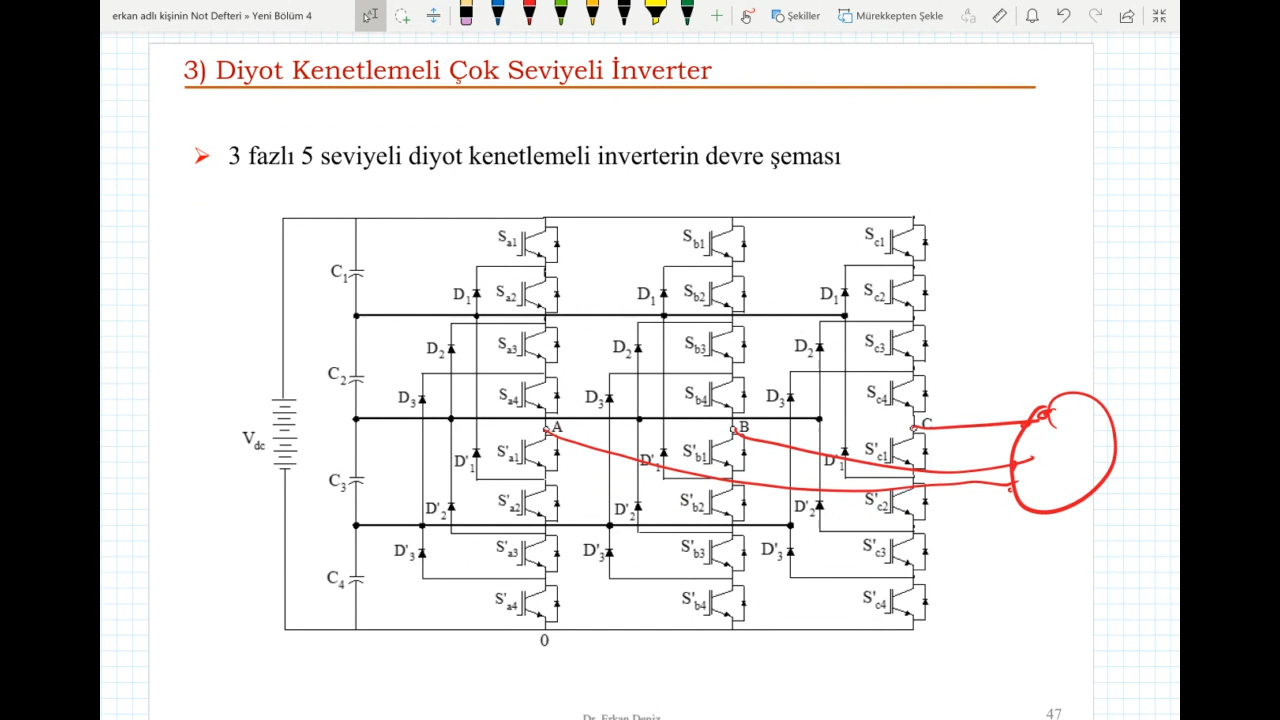 erkan adlı kişinin Not Defteri » Yeni Bölüm 4
Şekiller
Mürekkepten Şekle
3) Diyot Kenetlemeli Çok Seviyeli İnverter
3 fazlı 5 seviyeli diyot kenetlemeli inverterin devre şeması
Sa1 Sb1 Sc1
C1
D1 Sa2 D1 Sb2 D1 Sc2
D2 Sa3 D2 Sb3 D2 Sc3
C2
D3 Sa4 D3 Sb4 D3 Sc4
A B C
Vdc
D'1 S'a1 D'1 S'b1 D'1 S'c1
C3
D'2 S'a2 D'2 S'b2 D'2 S'c2
D'3 S'a3 D'3 S'b3 D'3 S'c3
C4
S'a4 S'b4 S'c4
0
Dr. Erkan Deniz
47